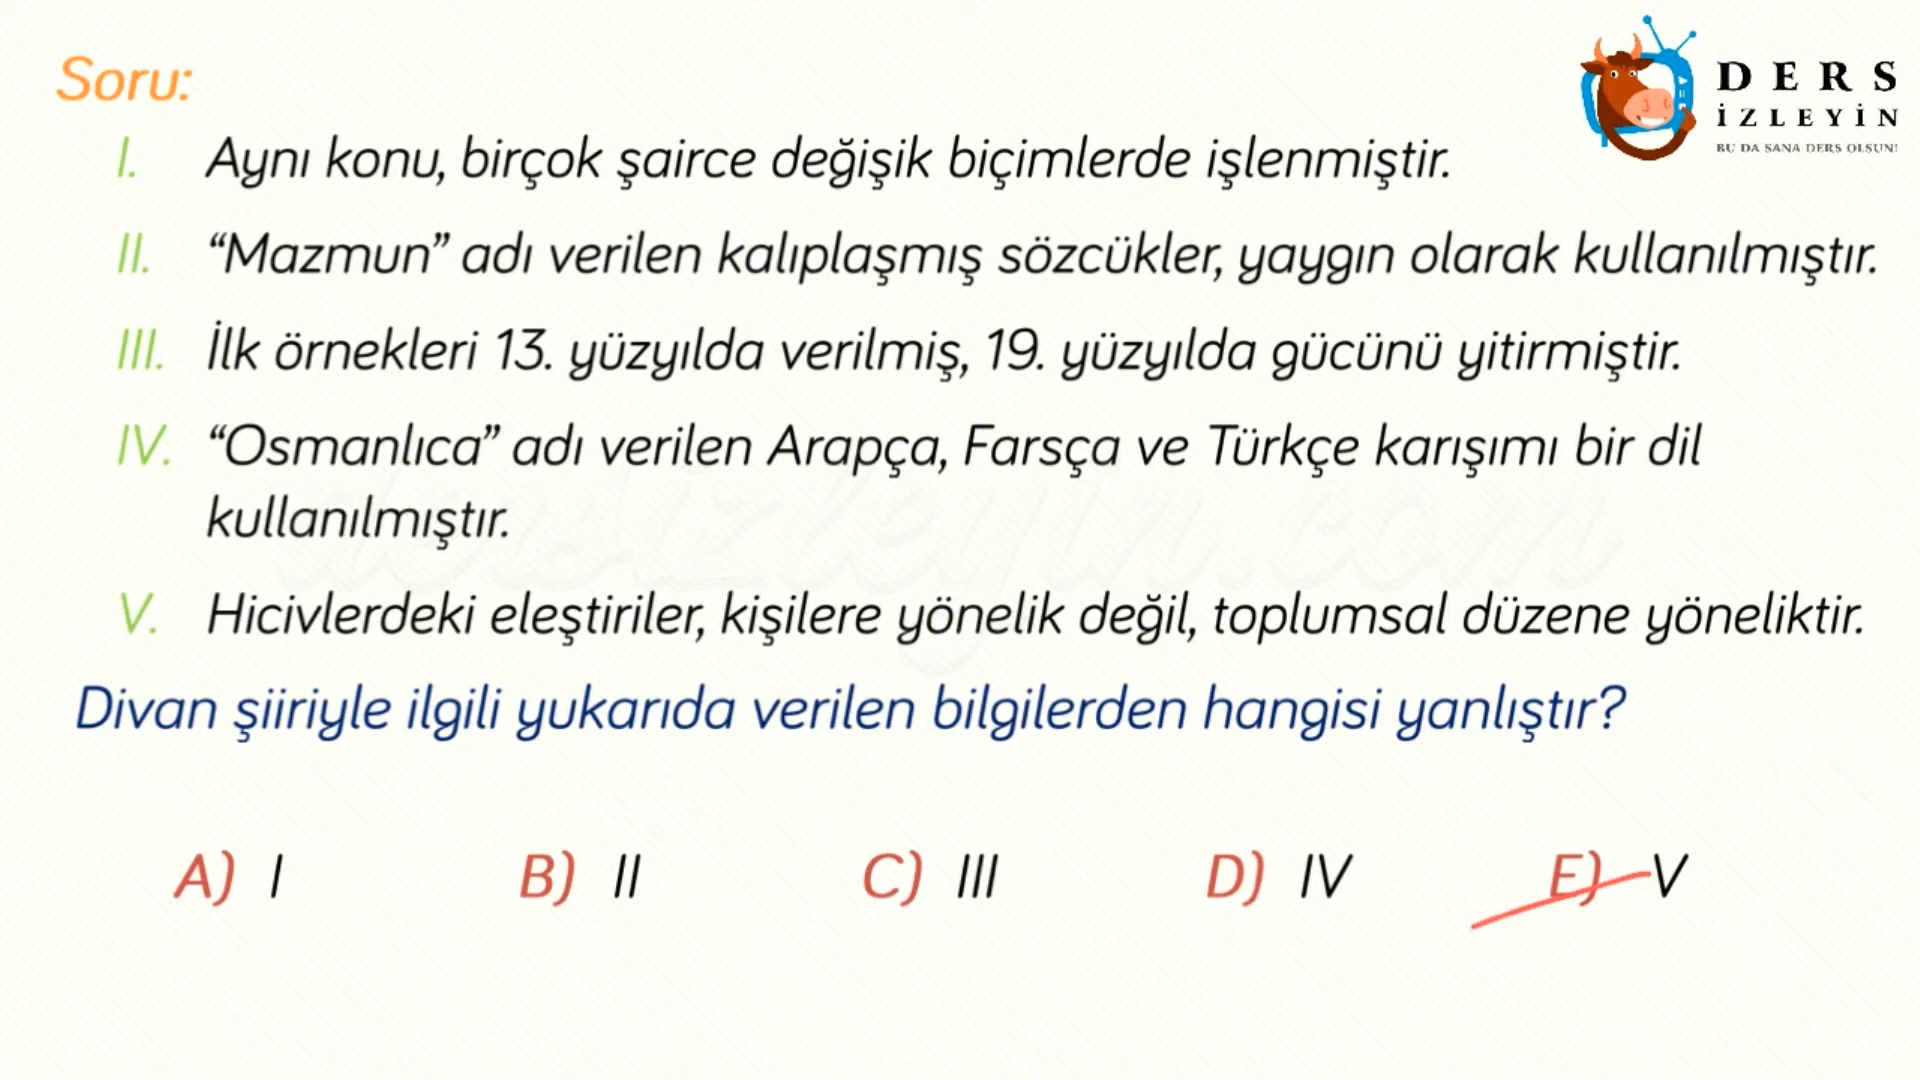 Soru:
DERS
İZLEYİN
BU DA SANA DERS OLSUN!
I. Aynı konu, birçok şairce değişik biçimlerde işlenmiştir.
II. “Mazmun” adı verilen kalıplaşmış sözcükler, yaygın olarak kullanılmıştır.
III. İlk örnekleri 13. yüzyılda verilmiş, 19. yüzyılda gücünü yitirmiştir.
IV. “Osmanlıca” adı verilen Arapça, Farsça ve Türkçe karışımı bir dil
kullanılmıştır.
dersizleyin.com
V. Hicivlerdeki eleştiriler, kişilere yönelik değil, toplumsal düzene yöneliktir.
Divan şiiriyle ilgili yukarıda verilen bilgilerden hangisi yanlıştır?
A) I B) II C) III D) IV E) V